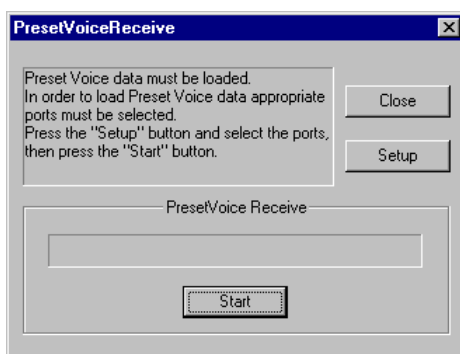 PresetVoiceReceive
Preset Voice data must be loaded.
In order to load Preset Voice data appropriate
ports must be selected.
Press the "Setup" button and select the ports,
then press the "Start" button.
Close
Setup
PresetVoice Receive
Start